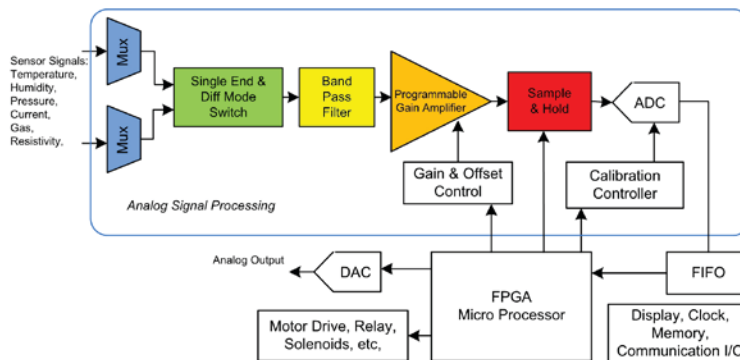 Sensor Signals:
Temperature,
Humidity,
Pressure,
Current,
Gas,
Resistivity,
Mux
Mux
Single End &
Diff Mode
Switch
Band
Pass
Filter
Programmable
Gain Amplifier
Sample
& Hold
ADC
Gain & Offset
Control
Calibration
Controller
Analog Signal Processing
Analog Output
DAC
FPGA
Micro Processor
FIFO
Motor Drive, Relay,
Solenoids, etc,
Display, Clock,
Memory,
Communication I/O